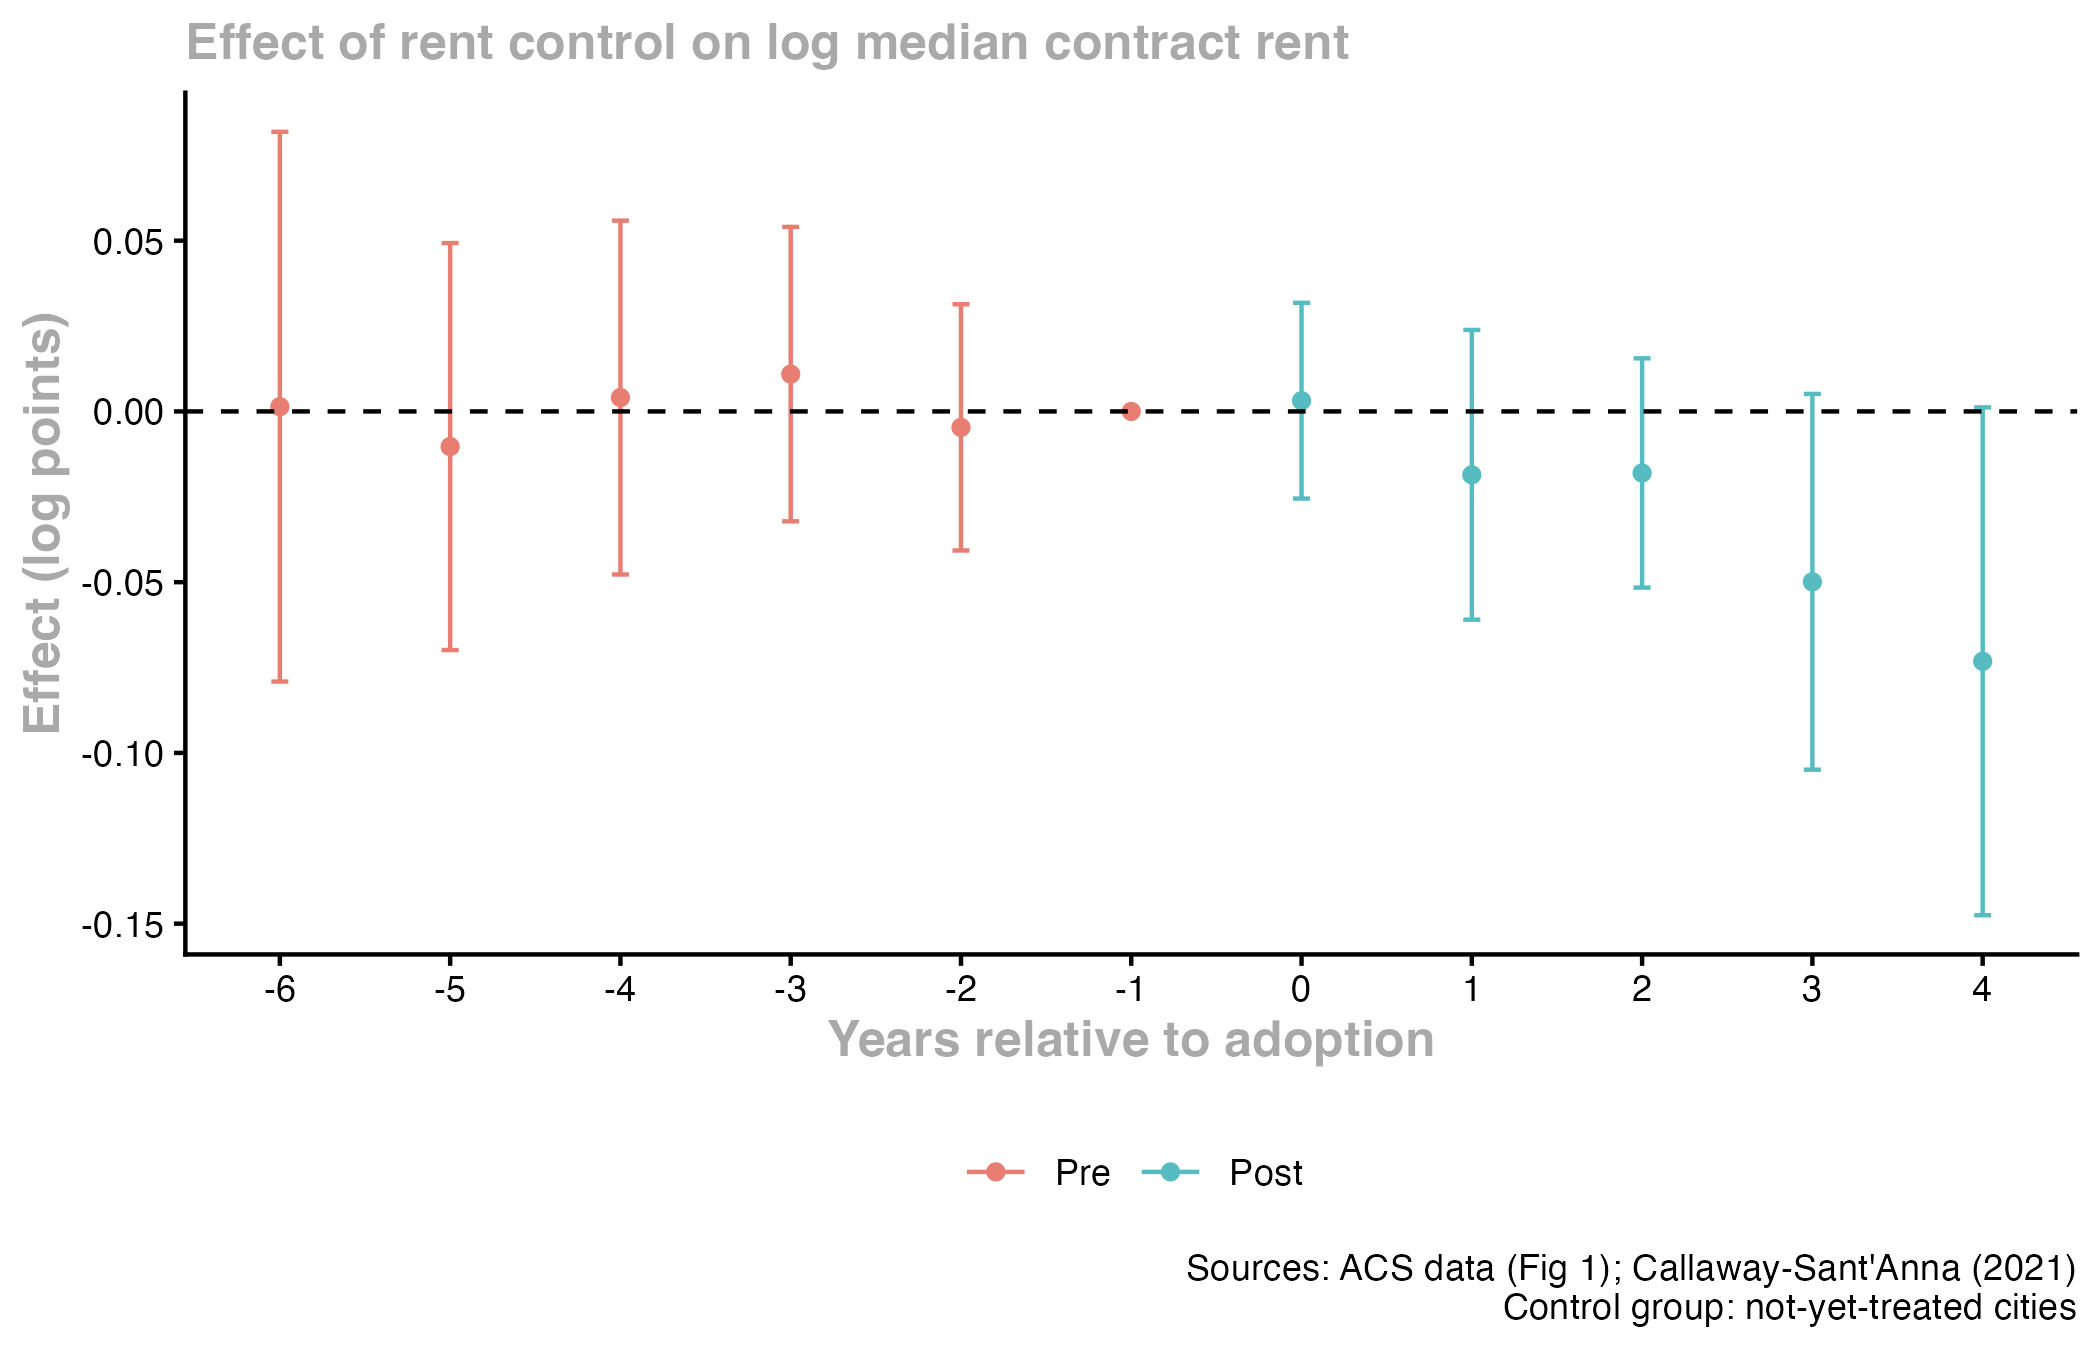 Effect of rent control on log median contract rent
Effect (log points)
0.05
0.00
-0.05
-0.10
-0.15
-6 -5 -4 -3 -2 -1 0 1 2 3 4
Years relative to adoption
Pre Post
Sources: ACS data (Fig 1); Callaway-Sant'Anna (2021)
Control group: not-yet-treated cities